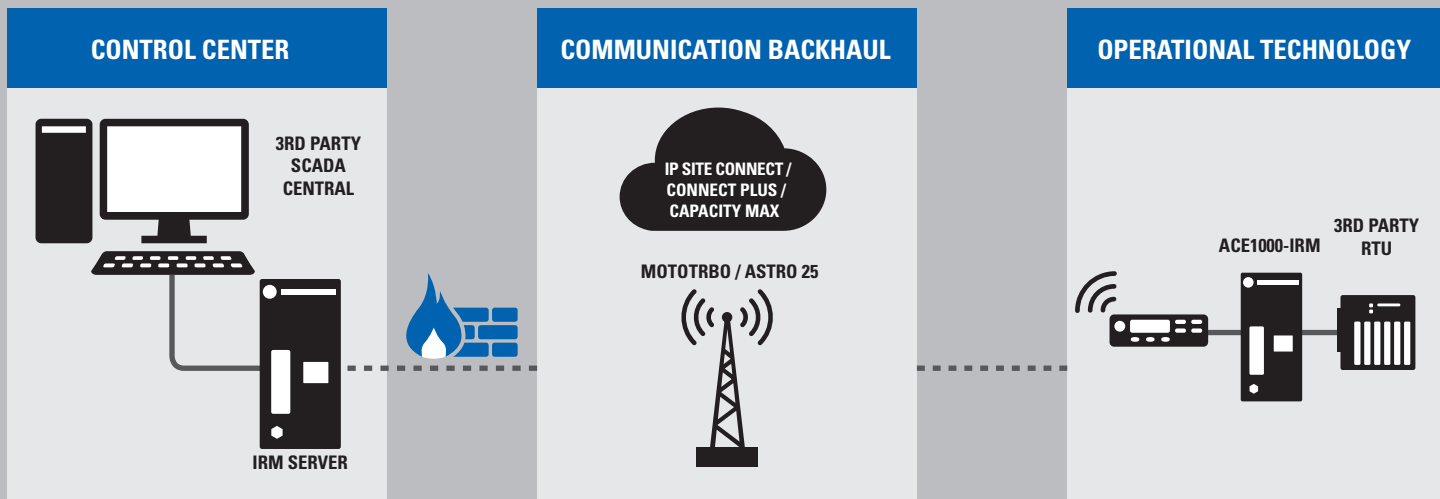 CONTROL CENTER
3RD PARTY
SCADA
CENTRAL
IRM SERVER
COMMUNICATION BACKHAUL
IP SITE CONNECT /
CONNECT PLUS /
CAPACITY MAX
MOTOTRBO / ASTRO 25
OPERATIONAL TECHNOLOGY
ACE1000-IRM
3RD PARTY
RTU